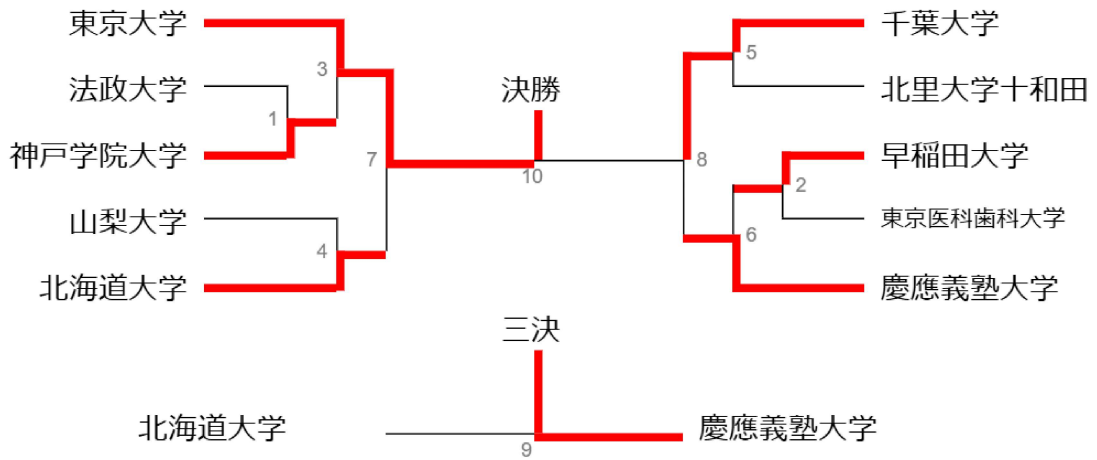 東京大学
法政大学
神戸学院大学
山梨大学
北海道大学
1
3
4
7
決勝
10
千葉大学
北里大学十和田
早稲田大学
東京医科歯科大学
慶應義塾大学
5
2
8
6
三決
北海道大学
9
慶應義塾大学